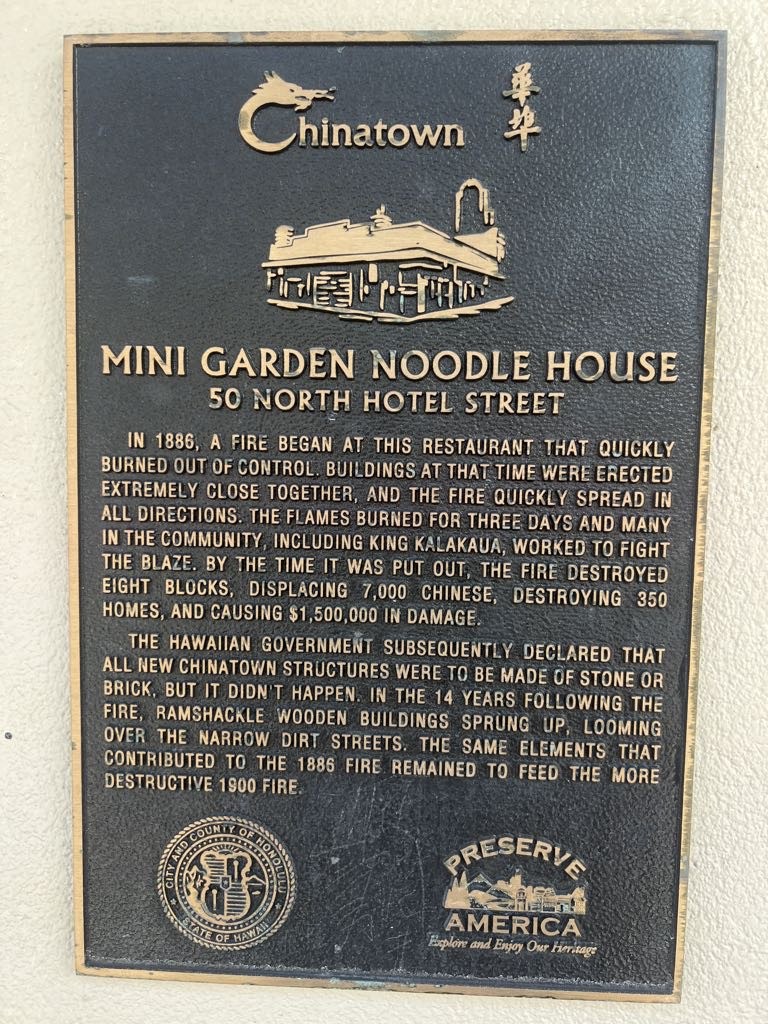 Chinatown
華埠
MINI GARDEN NOODLE HOUSE
50 NORTH HOTEL STREET
IN 1886, A FIRE BEGAN AT THIS RESTAURANT THAT QUICKLY
BURNED OUT OF CONTROL. BUILDINGS AT THAT TIME WERE ERECTED
EXTREMELY CLOSE TOGETHER, AND THE FIRE QUICKLY SPREAD IN
ALL DIRECTIONS. THE FLAMES BURNED FOR THREE DAYS AND MANY
IN THE COMMUNITY, INCLUDING KING KALAKAUA, WORKED TO FIGHT
THE BLAZE. BY THE TIME IT WAS PUT OUT, THE FIRE DESTROYED
EIGHT BLOCKS, DISPLACING 7,000 CHINESE, DESTROYING 350
HOMES, AND CAUSING $1,500,000 IN DAMAGE.
THE HAWAIIAN GOVERNMENT SUBSEQUENTLY DECLARED THAT
ALL NEW CHINATOWN STRUCTURES WERE TO BE MADE OF STONE OR
BRICK, BUT IT DIDN'T HAPPEN. IN THE 14 YEARS FOLLOWING THE
FIRE, RAMSHACKLE WOODEN BUILDINGS SPRUNG UP, LOOMING
OVER THE NARROW DIRT STREETS. THE SAME ELEMENTS THAT
CONTRIBUTED TO THE 1886 FIRE REMAINED TO FEED THE MORE
DESTRUCTIVE 1900 FIRE.
CITY AND COUNTY OF HONOLULU
STATE OF HAWAII
PRESERVE
AMERICA
Explore and Enjoy Our Heritage